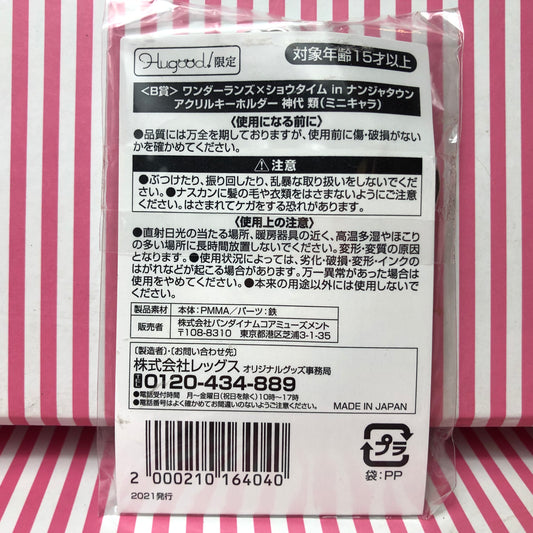 Hugood!限定
対象年齢15才以上
<B賞> ワンダーランズ×ショウタイム in ナンジャタウン
アクリルキーホルダー 神代 類(ミニキャラ)
〈使用になる前に〉
●品質には万全を期しておりますが、使用前に傷・破損がない
かを確かめてください。
⚠注意
●ぶつけたり、振り回したり、乱暴な取り扱いをしないでくだ
さい。●ナスカンに髪の毛や衣類をはさまないようにご注意
ください。はさまれてケガをする恐れがあります。
〈使用上の注意〉
●直射日光の当たる場所、暖房器具の近く、高温多湿やほこり
の多い場所に長時間放置しないでください。変形・変質の原因
となります。●使用状況によっては、劣化・破損・変形・インクの
はがれなどが起こる場合があります。万一異常があった場合は
使用をやめてください。●本来の用途以外には使用しないで
ください。
製品素材 本体:PMMA/パーツ:鉄
販売者 株式会社バンダイナムコアミューズメント
〒108-8310 東京都港区芝浦3-1-35
〔製造者〕・〔お問い合わせ先〕
株式会社レッグス オリジナルグッズ事務局
0120-434-889
●電話受付時間 月~金曜日(祝日を除く)10時~17時
●電話番号はよく確かめてお間違いのないようご注意ください。
MADE IN JAPAN
2 000210 164040
2021発行
プラ
袋:PP